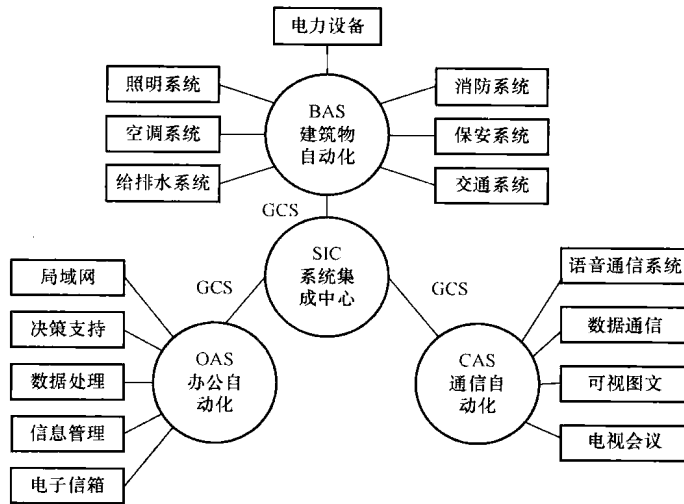 电力设备
照明系统
消防系统
BAS
建筑物
自动化
空调系统
保安系统
给排水系统
交通系统
GCS
SIC
系统集
成中心
GCS
GCS
局域网
决策支持
数据处理
信息管理
电子信箱
OAS
办公自
动化
CAS
通信自
动化
语音通信系统
数据通信
可视图文
电视会议